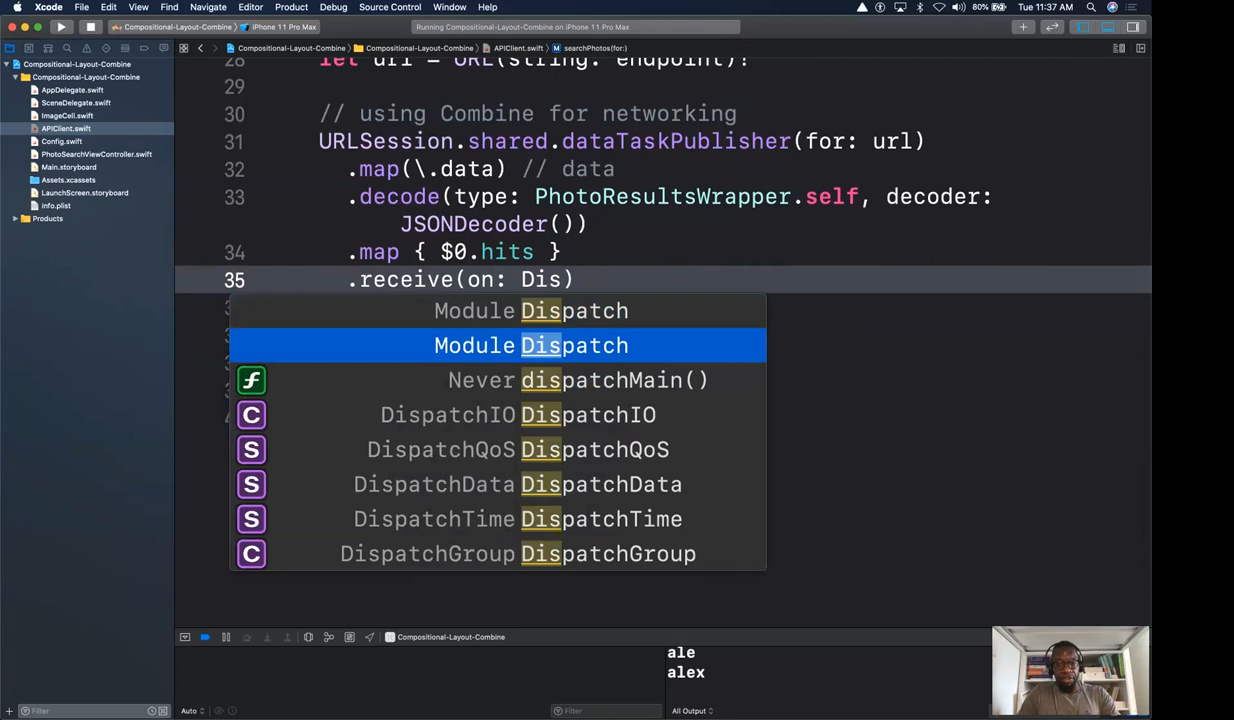 Xcode File Edit View Find Navigate Editor Product Debug Source Control Window Help 80% Tue 11:37 AM
Compositional-Layout-Combine iPhone 11 Pro Max Running Compositional-Layout-Combine on iPhone 11 Pro Max
Compositional-Layout-Combine Compositional-Layout-Combine APIClient.swift M searchPhotos(for:)
Compositional-Layout-Combine
Compositional-Layout-Combine
AppDelegate.swift
SceneDelegate.swift
ImageCell.swift
APIClient.swift
Config.swift
PhotoSearchViewController.swift
Main.storyboard
Assets.xcassets
LaunchScreen.storyboard
Info.plist
Products
28 let url = URL(string: endpoint)!
29
30 // using Combine for networking
31 URLSession.shared.dataTaskPublisher(for: url)
32 .map(\.data) // data
33 .decode(type: PhotoResultsWrapper.self, decoder:
JSONDecoder())
34 .map { $0.hits }
35 .receive(on: Dis)
Module Dispatch
Module Dispatch
f Never dispatchMain()
C DispatchIO DispatchIO
S DispatchQoS DispatchQoS
S DispatchData DispatchData
S DispatchTime DispatchTime
C DispatchGroup DispatchGroup
Compositional-Layout-Combine
ale
alex
Filter Auto Filter All Output